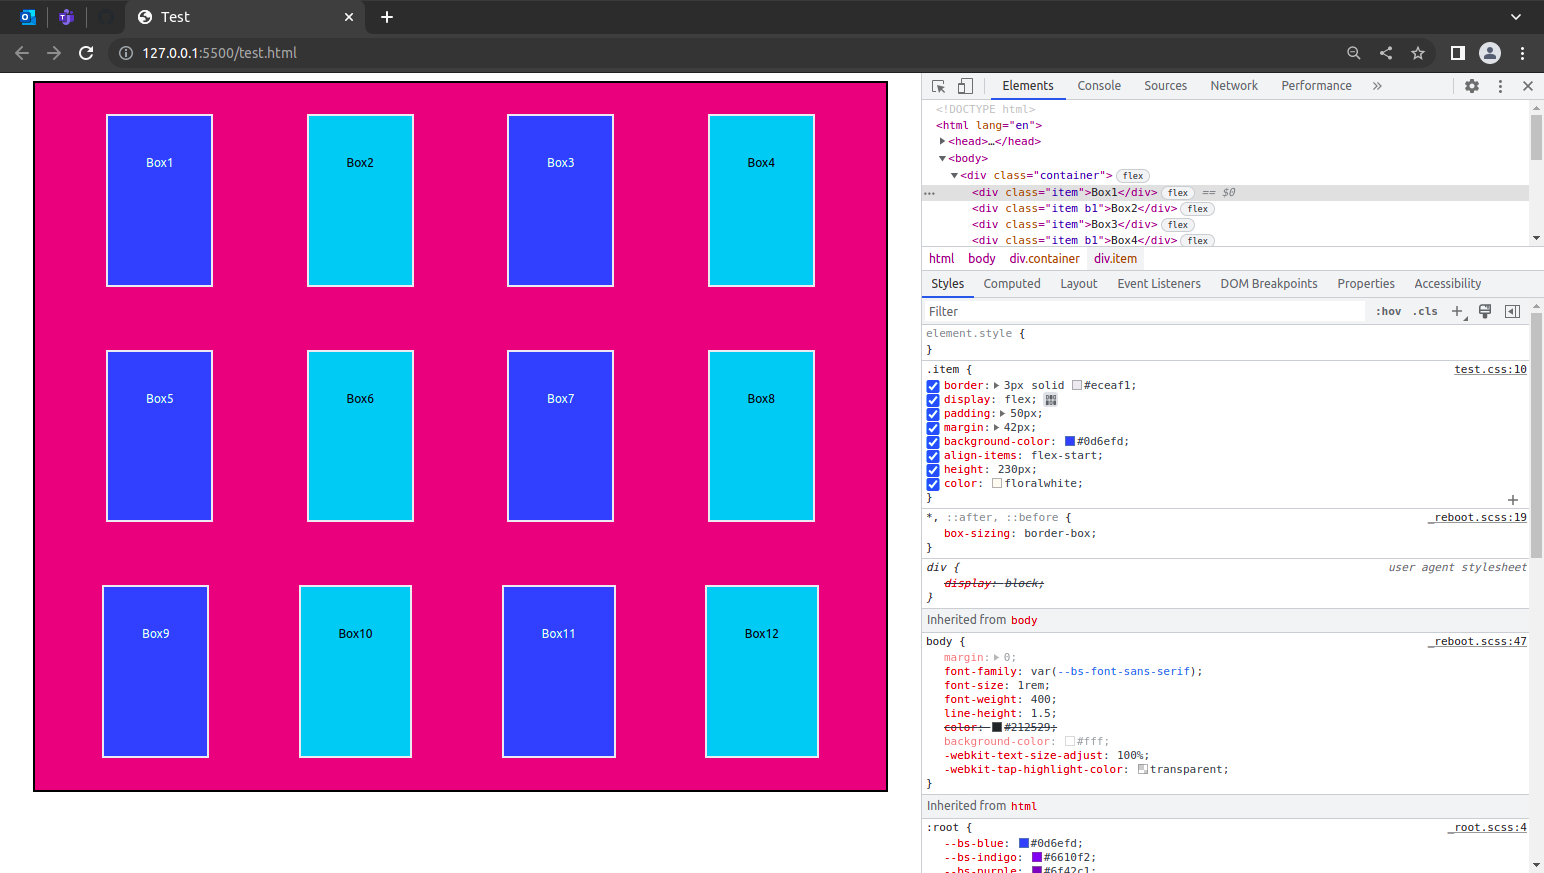 Test
127.0.0.1:5500/test.html
Box1 Box2 Box3 Box4
Box5 Box6 Box7 Box8
Box9 Box10 Box11 Box12
Elements Console Sources Network Performance
<!DOCTYPE html>
<html lang="en">
<head>…</head>
<body>
<div class="container"> flex
<div class="item">Box1</div> flex == $0
<div class="item b1">Box2</div> flex
<div class="item">Box3</div> flex
<div class="item b1">Box4</div> flex
html body div.container div.item
Styles Computed Layout Event Listeners DOM Breakpoints Properties Accessibility
Filter :hov .cls
element.style {
}
.item { test.css:10
border: 3px solid #eceaf1;
display: flex;
padding: 50px;
margin: 42px;
background-color: #0d6efd;
align-items: flex-start;
height: 230px;
color: floralwhite;
}
*, ::after, ::before { _reboot.scss:19
box-sizing: border-box;
}
div { user agent stylesheet
display: block;
}
Inherited from body
body { _reboot.scss:47
margin: 0;
font-family: var(--bs-font-sans-serif);
font-size: 1rem;
font-weight: 400;
line-height: 1.5;
color: #212529;
background-color: #fff;
-webkit-text-size-adjust: 100%;
-webkit-tap-highlight-color: transparent;
}
Inherited from html
:root { _root.scss:4
--bs-blue: #0d6efd;
--bs-indigo: #6610f2;
--bs-purple: #6f42c1;